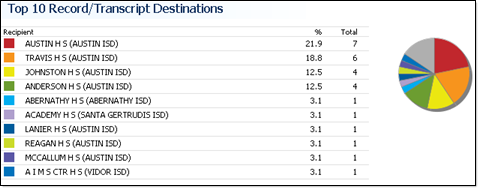 Top 10 Record/Transcript Destinations
Recipient % Total
AUSTIN H S (AUSTIN ISD) 21.9 7
TRAVIS H S (AUSTIN ISD) 18.8 6
JOHNSTON H S (AUSTIN ISD) 12.5 4
ANDERSON H S (AUSTIN ISD) 12.5 4
ABERNATHY H S (ABERNATHY ISD) 3.1 1
ACADEMY H S (SANTA GERTRUDIS ISD) 3.1 1
LANIER H S (AUSTIN ISD) 3.1 1
REAGAN H S (AUSTIN ISD) 3.1 1
MCCALLUM H S (AUSTIN ISD) 3.1 1
A I M S CTR H S (VIDOR ISD) 3.1 1